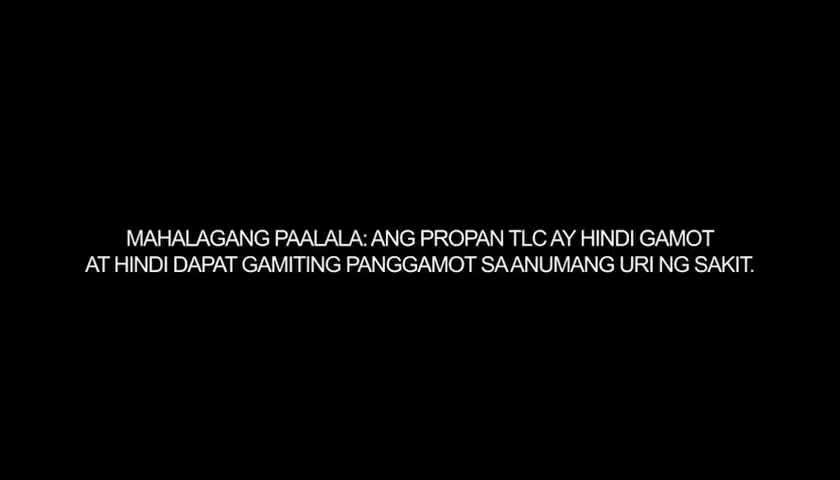 MAHALAGANG PAALALA: ANG PROPAN TLC AY HINDI GAMOT
AT HINDI DAPAT GAMITING PANGGAMOT SA ANUMANG URI NG SAKIT.